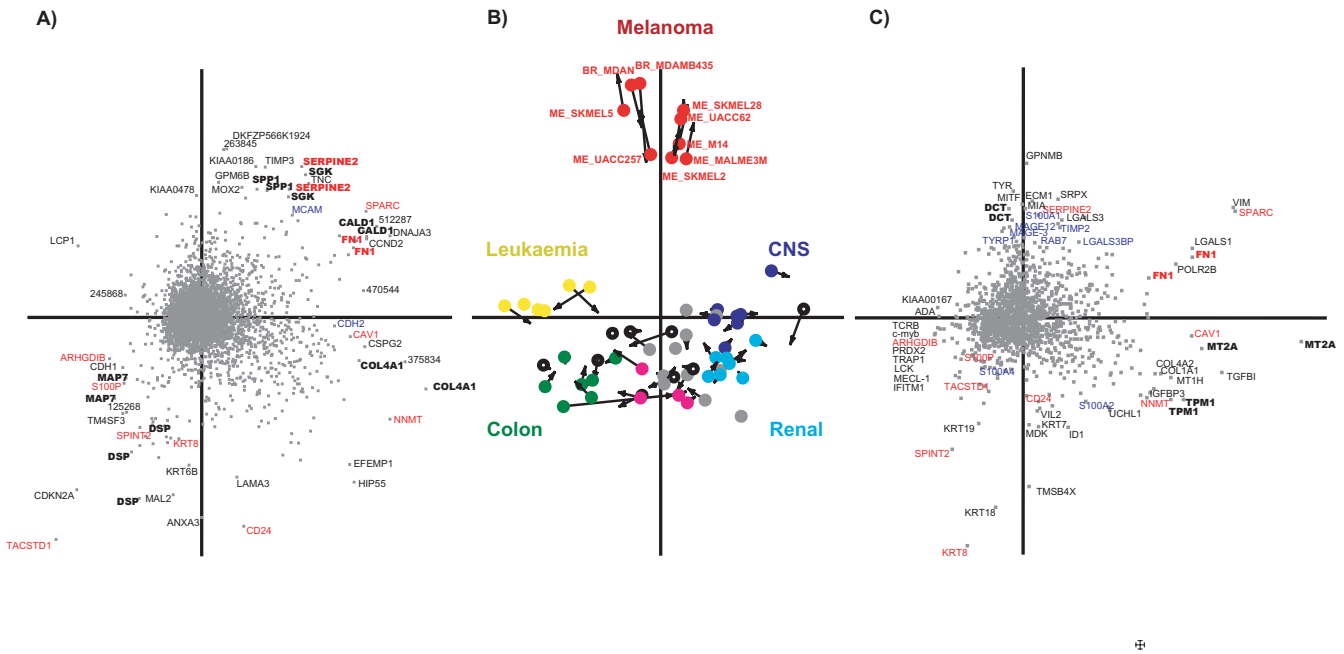 A)
DKFZP566K1924
263845
KIAA0186
TIMP3
SERPINE2
GPM6B
SPP1
SGK
TNC
KIAA0478
MOX2
SPP1
SERPINE2
SGK
MCAM
SPARC
CALD1
512287
CALD1
DNAJA3
LCP1
FN1
CCND2
FN1
245868
470544
CDH2
CAV1
CSPG2
ARHGDIB
CDH1
COL4A1
375834
MAP7
S100P
COL4A1
MAP7
125268
TM4SF3
NNMT
SPINT2
DSP
KRT8
DSP
KRT6B
EFEMP1
LAMA3
HIP55
CDKN2A
DSP
MAL2
ANXA3
CD24
TACSTD1
B)
Melanoma
BR_MDAN
BR_MDAMB435
ME_SKMEL5
ME_SKMEL28
ME_UACC62
ME_M14
ME_UACC257
ME_MALME3M
ME_SKMEL2
Leukaemia
CNS
Colon
Renal
C)
GPNMB
TYR
MITF
ECM1
SRPX
DCT
MIA
SERPINE2
VIM
SPARC
DCT
S100A1
LGALS3
MAGE12
TIMP2
MAGE-3
TYRP1
RAB7
LGALS3BP
LGALS1
FN1
POLR2B
FN1
KIAA00167
ADA
TCRB
c-myb
ARHGDIB
CAV1
MT2A
MT2A
PRDX2
TRAP1
S100P
LCK
S100A4
COL4A2
COL1A1
TGFBI
MECL-1
TACSTD1
MT1H
IFITM1
CD24
IGFBP3
NNMT
TPM1
S100A2
TPM1
VIL2
UCHL1
KRT19
KRT7
MDK
ID1
SPINT2
TMSB4X
KRT18
KRT8